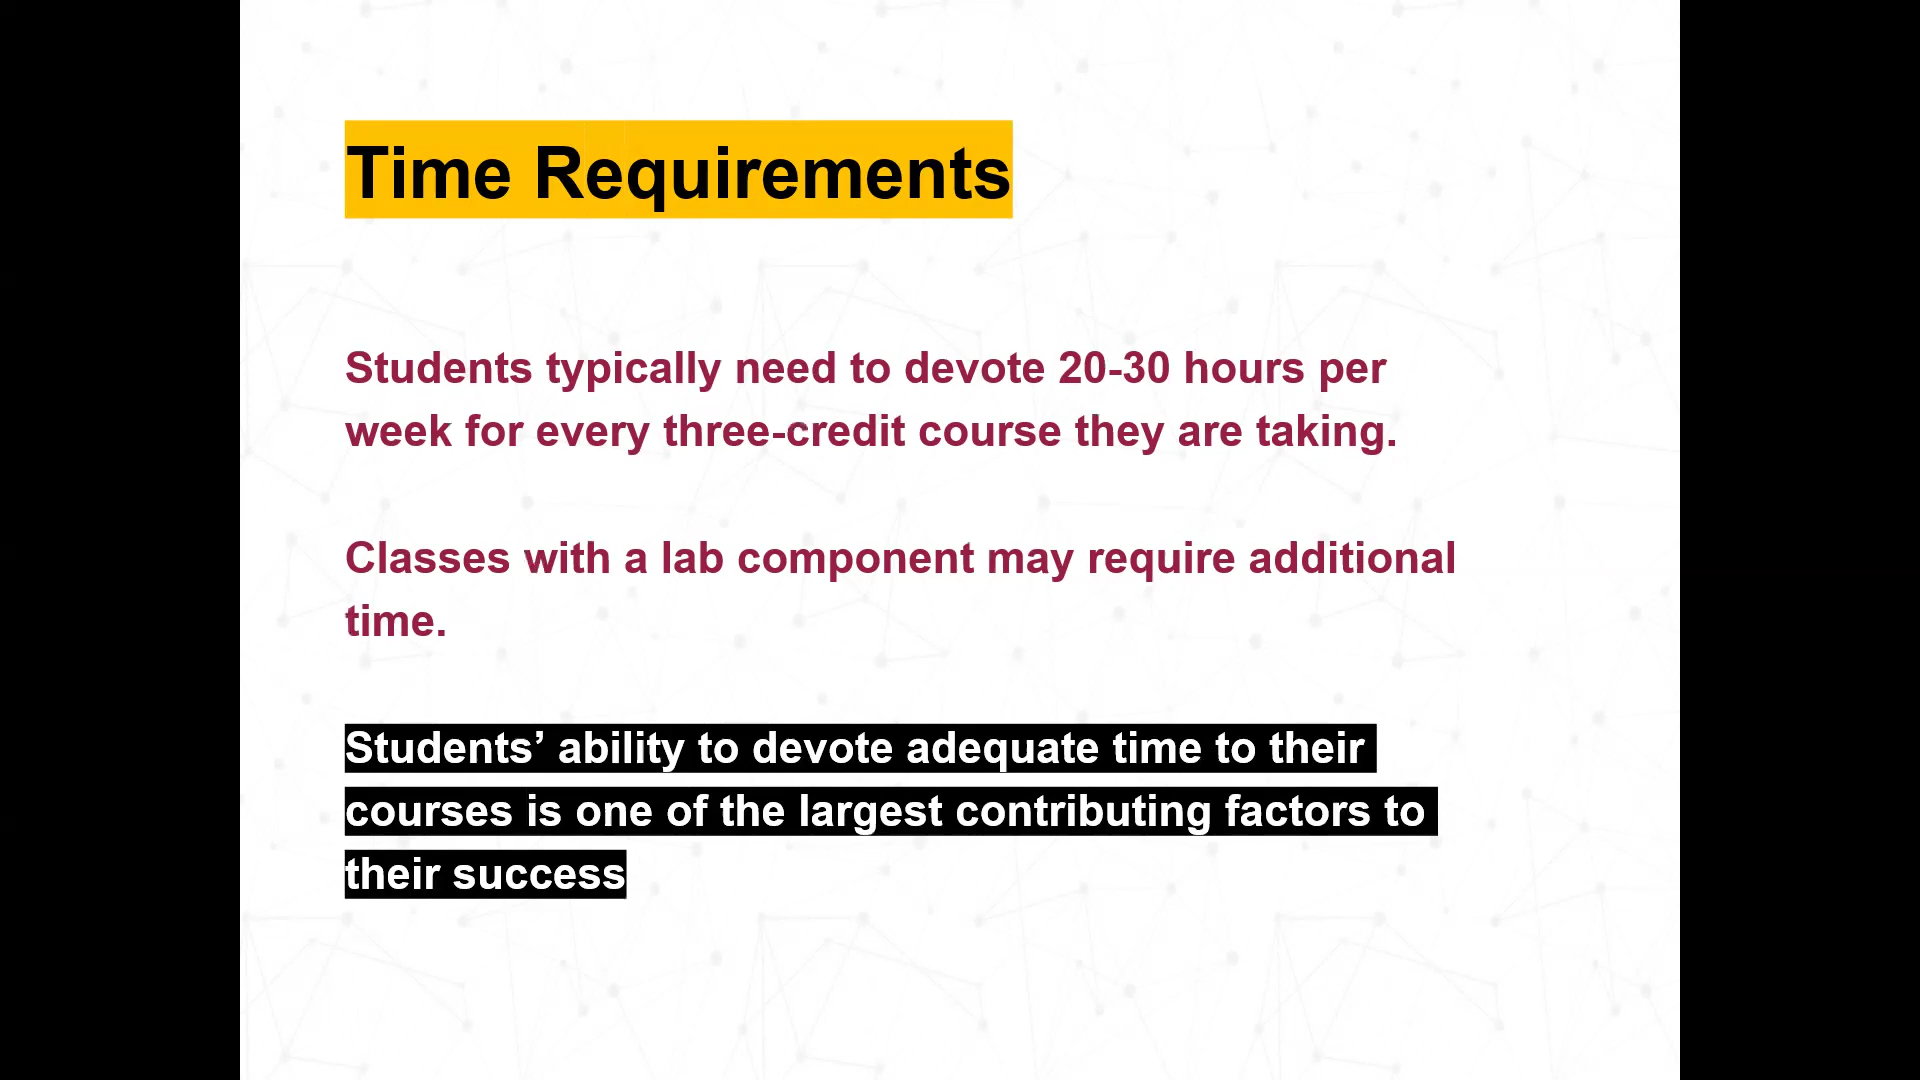 Time Requirements
Students typically need to devote 20-30 hours per
week for every three-credit course they are taking.
Classes with a lab component may require additional
time.
Students’ ability to devote adequate time to their
courses is one of the largest contributing factors to
their success